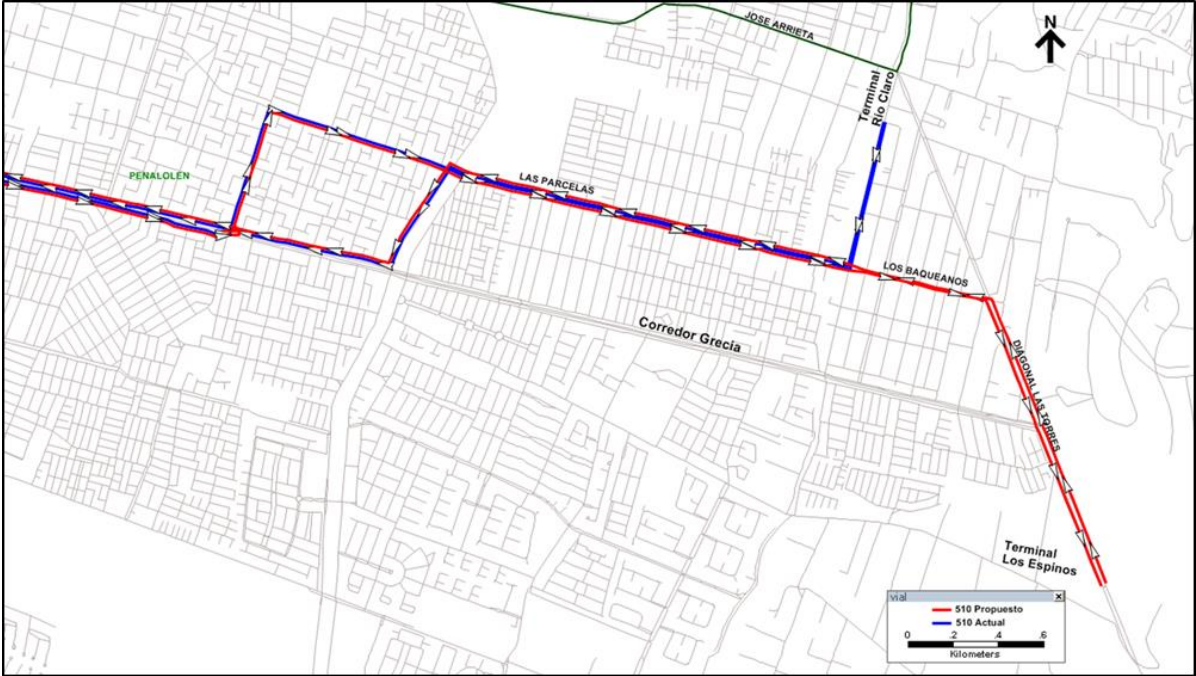 JOSE ARRIETA
N
Terminal
Rio Claro
PENALOLEN
LAS PARCELAS
LOS BAQUEANOS
Corredor Grecia
DIAGONAL LAS TORRES
Terminal
Los Espinos
vial
510 Propuesto
510 Actual
0 .2 .4 .6
Kilometers